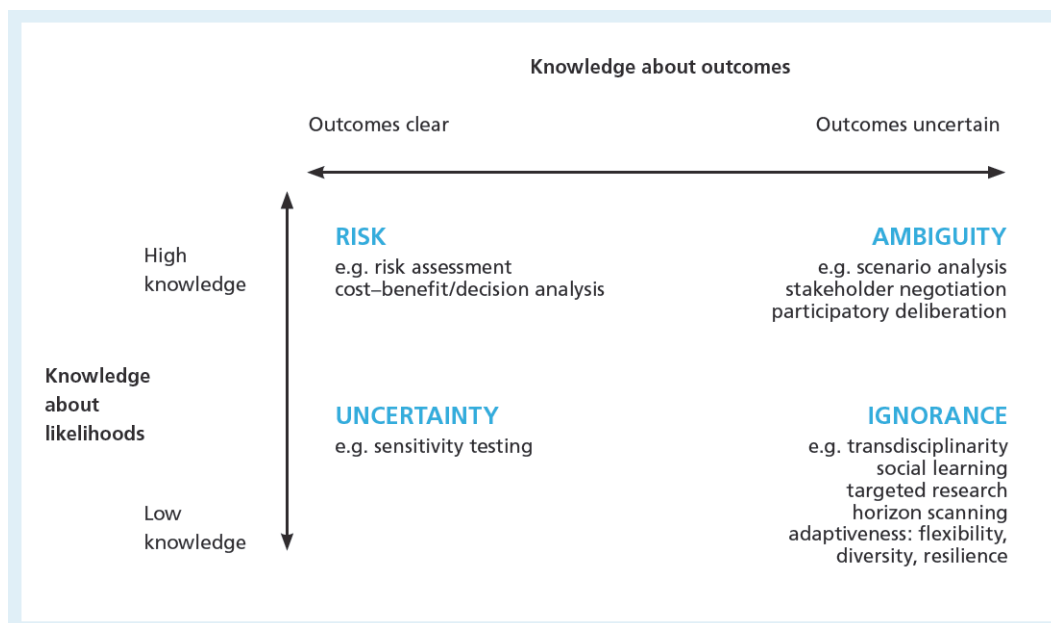 Knowledge about outcomes
Outcomes clear
Outcomes uncertain
High
knowledge
RISK
e.g. risk assessment
cost–benefit/decision analysis
AMBIGUITY
e.g. scenario analysis
stakeholder negotiation
participatory deliberation
Knowledge
about
likelihoods
UNCERTAINTY
e.g. sensitivity testing
IGNORANCE
e.g. transdisciplinarity
social learning
targeted research
horizon scanning
adaptiveness: flexibility,
diversity, resilience
Low
knowledge